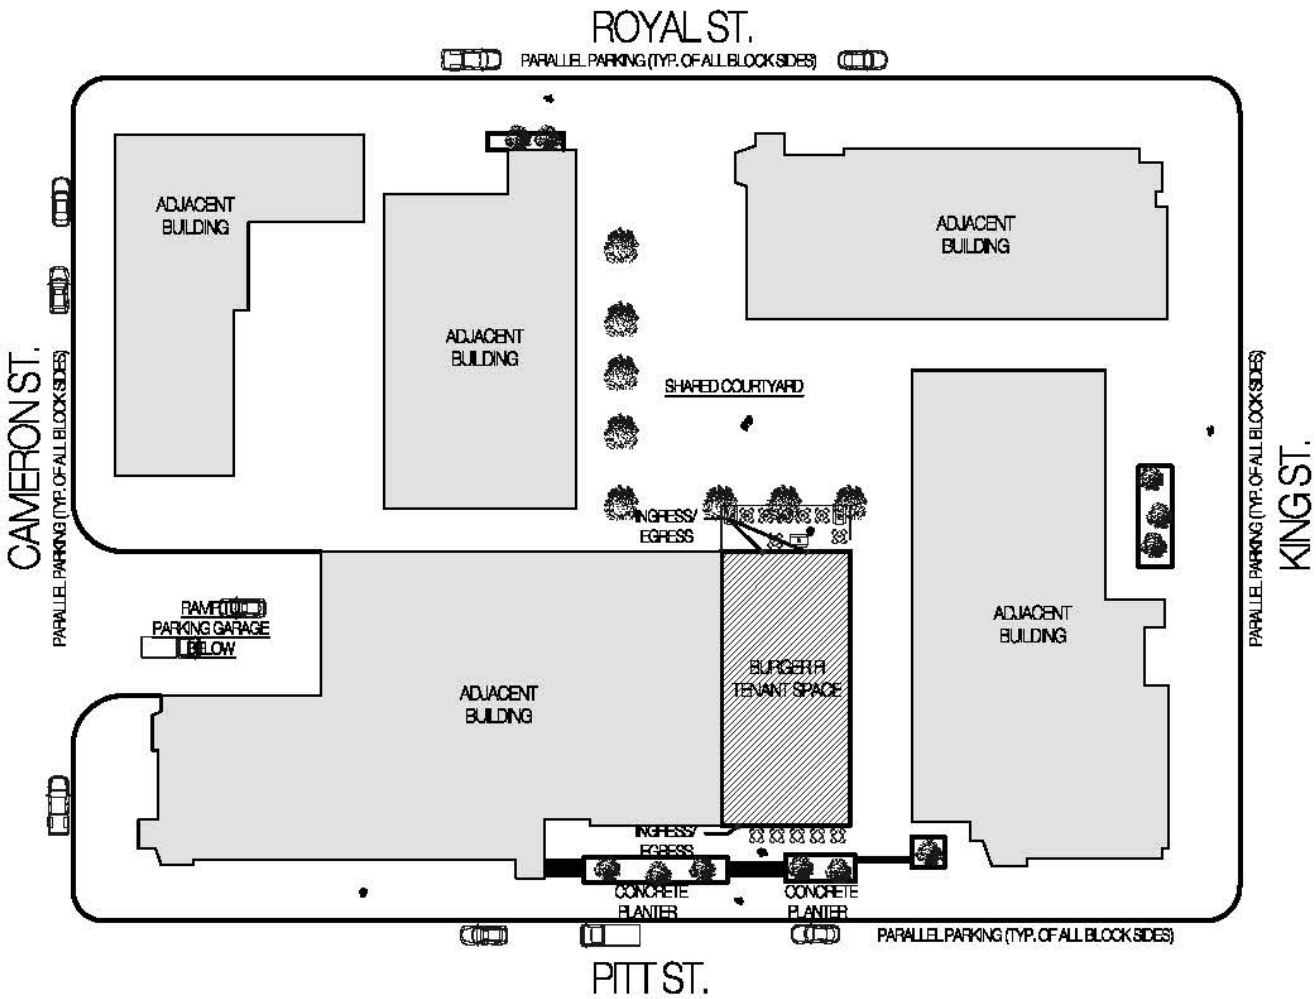 ROYAL ST.
PARALLEL PARKING (TYP. OF ALL BLOCK SIDES)
ADJACENT
BUILDING
ADJACENT
BUILDING
ADJACENT
BUILDING
SHARED COURTYARD
CAMERON ST.
PARALLEL PARKING (TYP. OF ALL BLOCK SIDES)
PARALLEL PARKING (TYP. OF ALL BLOCK SIDES)
KING ST.
INGRESS/
EGRESS
RAMP TO
PARKING GARAGE
BELOW
ADJACENT
BUILDING
BURGER FI
TENANT SPACE
ADJACENT
BUILDING
INGRESS/
EGRESS
CONCRETE
PLANTER
CONCRETE
PLANTER
PARALLEL PARKING (TYP. OF ALL BLOCK SIDES)
PITT ST.